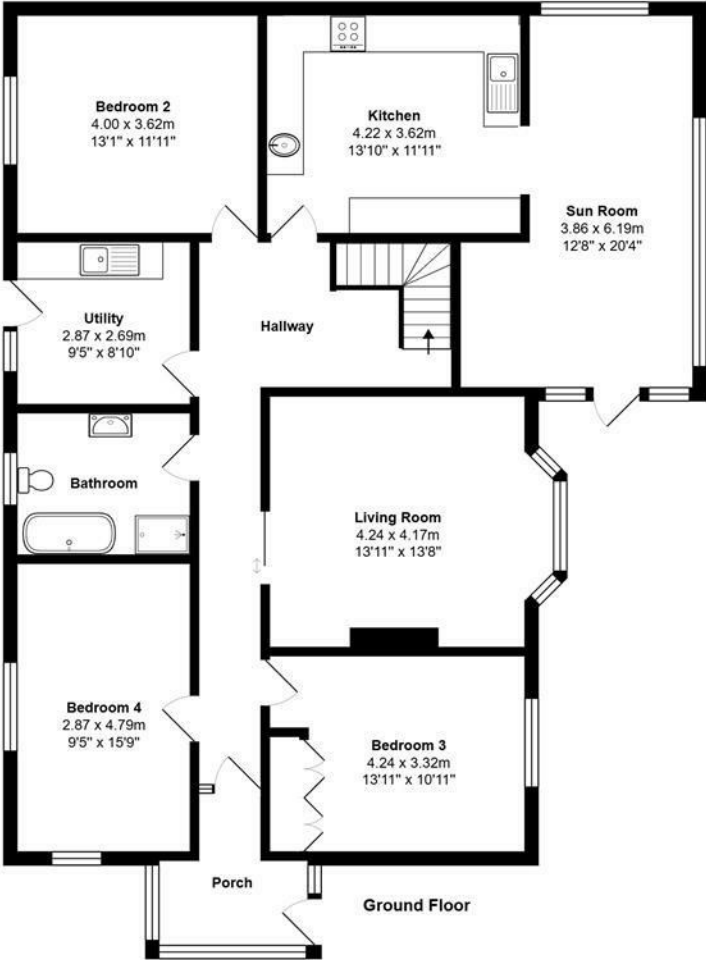 Bedroom 2
4.00 x 3.62m
13'1" x 11'11"
Kitchen
4.22 x 3.62m
13'10" x 11'11"
Sun Room
3.86 x 6.19m
12'8" x 20'4"
Utility
2.87 x 2.69m
9'5" x 8'10"
Hallway
Bathroom
Living Room
4.24 x 4.17m
13'11" x 13'8"
Bedroom 4
2.87 x 4.79m
9'5" x 15'9"
Bedroom 3
4.24 x 3.32m
13'11" x 10'11"
Porch
Ground Floor